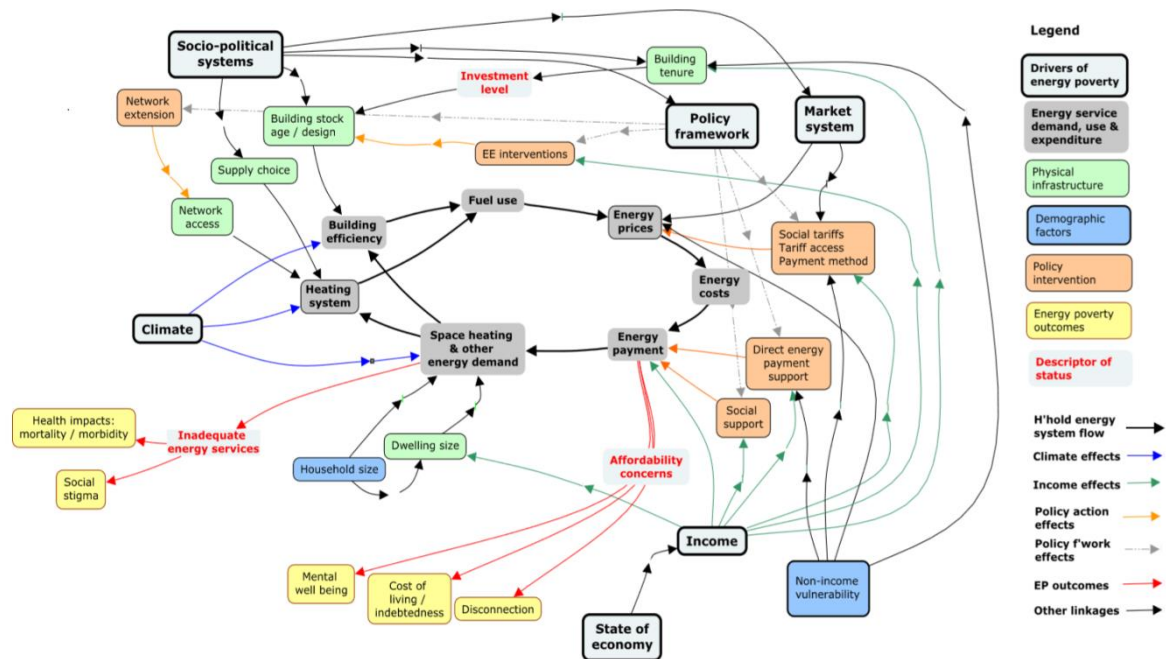 Socio-political
systems
Building
tenure
Investment
level
Network
extension
Building stock
age / design
Policy
framework
Market
system
EE interventions
Supply choice
Network
access
Fuel use
Building
efficiency
Energy
prices
Social tariffs
Tariff access
Payment method
Heating
system
Energy
costs
Climate
Space heating
& other
energy demand
Energy
payment
Direct energy
payment
support
Social
support
Health impacts:
mortality / morbidity
Inadequate
energy services
Dwelling size
Household size
Social
stigma
Affordability
concerns
Income
Mental
well being
Cost of
living /
indebtedness
Disconnection
Non-income
vulnerability
State of
economy
Legend
Drivers of
energy poverty
Energy service
demand, use &
expenditure
Physical
infrastructure
Demographic
factors
Policy
intervention
Energy poverty
outcomes
Descriptor of
status
H'hold energy
system flow
Climate effects
Income effects
Policy action
effects
Policy f'work
effects
EP outcomes
Other linkages